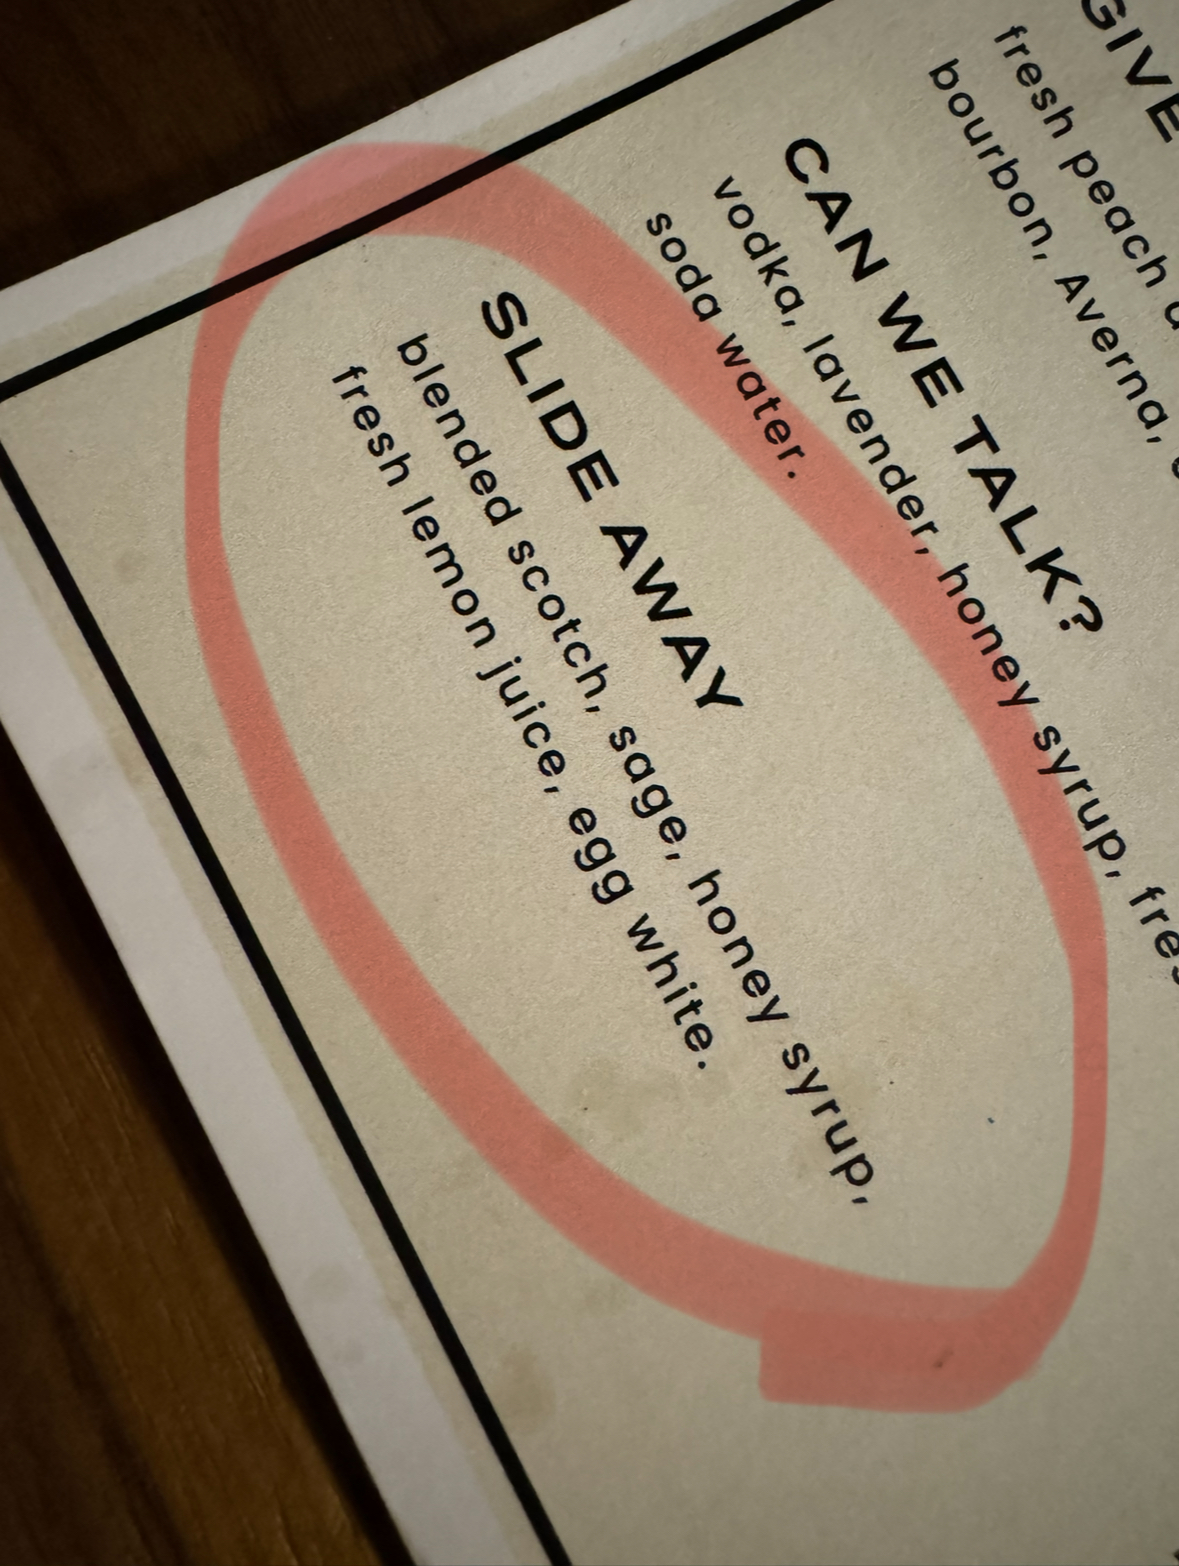 GIVE
fresh peach
bourbon, Averna,
CAN WE TALK?
vodka, lavender, honey syrup,
soda water.
SLIDE AWAY
blended scotch, sage, honey syrup,
fresh lemon juice, egg white.